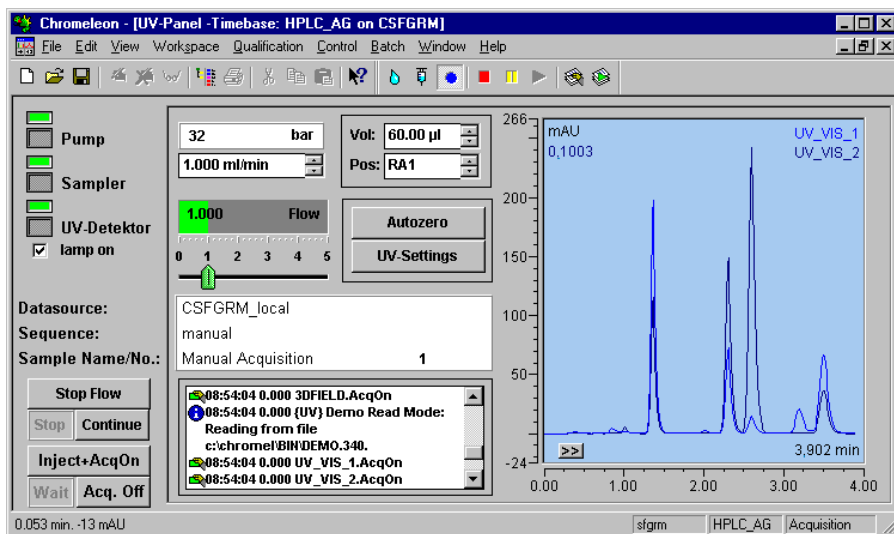 Chromeleon - [UV-Panel -Timebase: HPLC_AG on CSFGRM]
File Edit View Workspace Qualification Control Batch Window Help
Pump
Sampler
UV-Detektor
lamp on
32 bar
1.000 ml/min
Vol: 60.00 µl
Pos: RA1
1.000 Flow
0 1 2 3 4 5
Autozero
UV-Settings
Datasource: CSFGRM_local
Sequence: manual
Sample Name/No.: Manual Acquisition 1
Stop Flow
Stop Continue
Inject+AcqOn
Wait Acq. Off
08:54:04 0.000 3DFIELD.AcqOn
08:54:04 0.000 {UV} Demo Read Mode:
Reading from file
c:\chromel\BIN\DEMO.340.
08:54:04 0.000 UV_VIS_1.AcqOn
08:54:04 0.000 UV_VIS_2.AcqOn
266
mAU UV_VIS_1
0,1003 UV_VIS_2
200
150
100
50
-24
>> 3,902 min
0.00 1.00 2.00 3.00 4.00
0.053 min. -13 mAU sfgrm HPLC_AG Acquisition